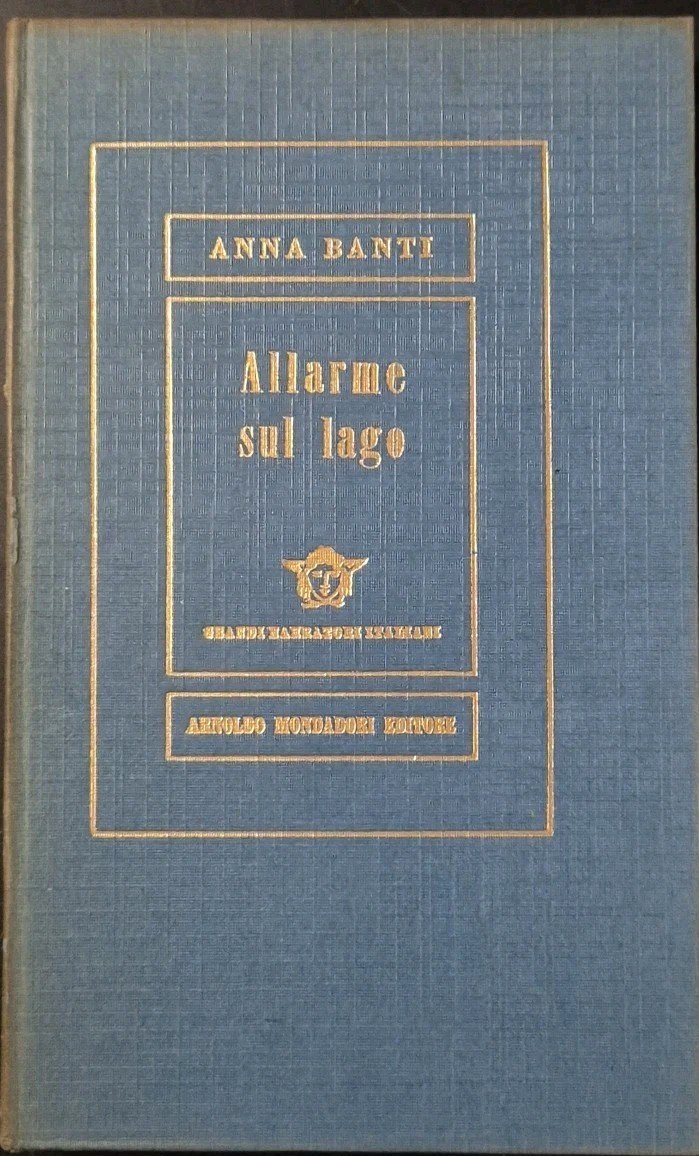 ANNA BANTI
Allarme
sul lago
GRANDI NARRATORI ITALIANI
ARNOLDO MONDADORI EDITORE